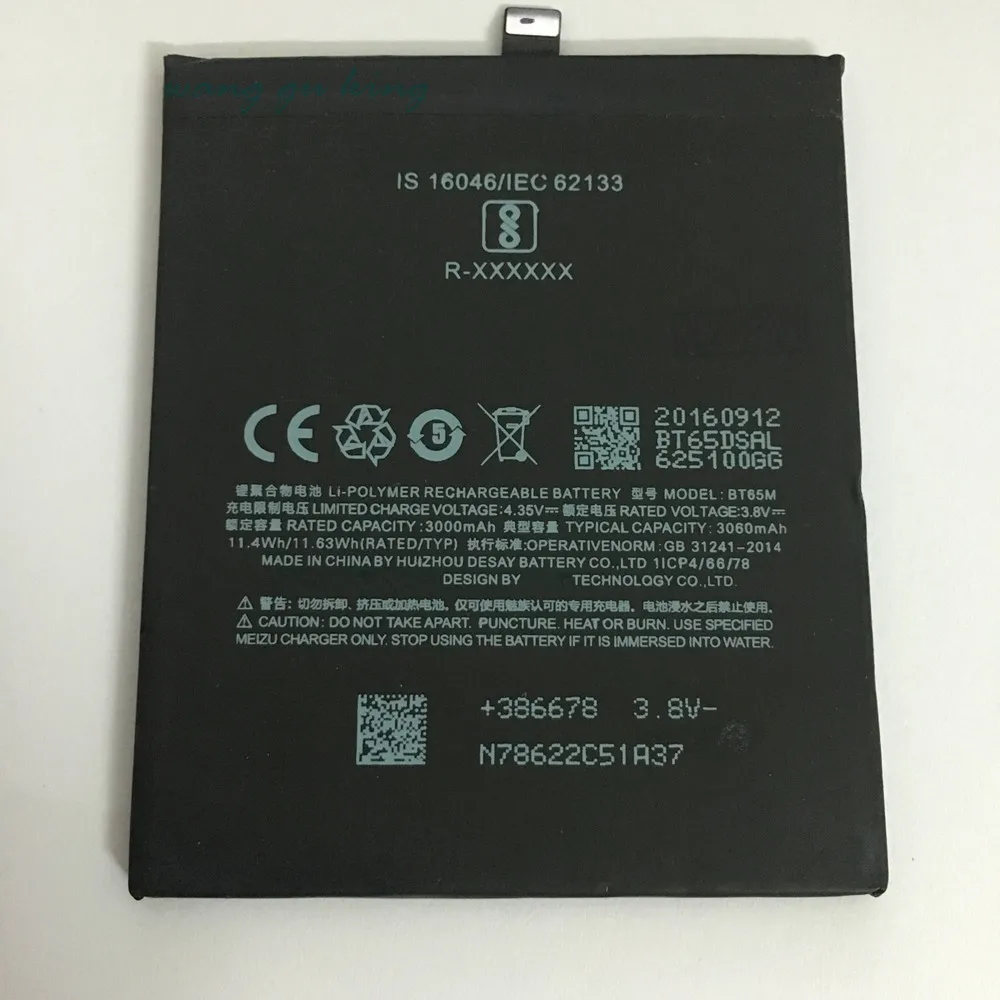 xiang gu king
IS 16046/IEC 62133
R-XXXXXX
CE
5
20160912
BT65DSAL
625100GG
锂聚合物电池 Li-POLYMER RECHARGEABLE BATTERY 型号 MODEL: BT65M
充电限制电压 LIMITED CHARGE VOLTAGE: 4.35V⎓ 额定电压 RATED VOLTAGE: 3.8V⎓
额定容量 RATED CAPACITY: 3000mAh 典型容量 TYPICAL CAPACITY: 3060mAh
11.4Wh/11.63Wh(RATED/TYP) 执行标准:OPERATIVENORM: GB 31241-2014
MADE IN CHINA BY HUIZHOU DESAY BATTERY CO.,LTD 1ICP4/66/78
DESIGN BY TECHNOLOGY CO.,LTD.
警告: 切勿拆卸、挤压或加热电池。仅可使用魅族认可的专用充电器。电池浸水之后禁止使用。
CAUTION: DO NOT TAKE APART. PUNCTURE. HEAT OR BURN. USE SPECIFIED
MEIZU CHARGER ONLY. STOP USING THE BATTERY IF IT IS IMMERSED INTO WATER.
+386678 3.8V-
N78622C51A37